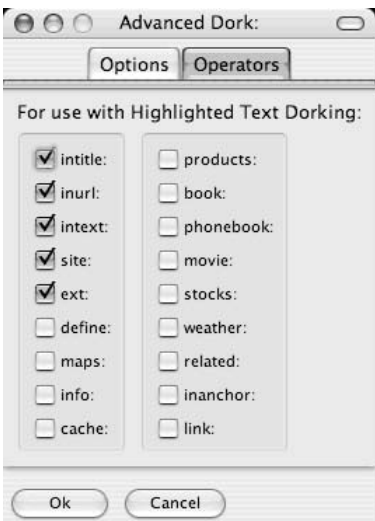 Advanced Dork:
Options Operators
For use with Highlighted Text Dorking:
intitle: products:
inurl: book:
intext: phonebook:
site: movie:
ext: stocks:
define: weather:
maps: related:
info: inanchor:
cache: link:
Ok Cancel